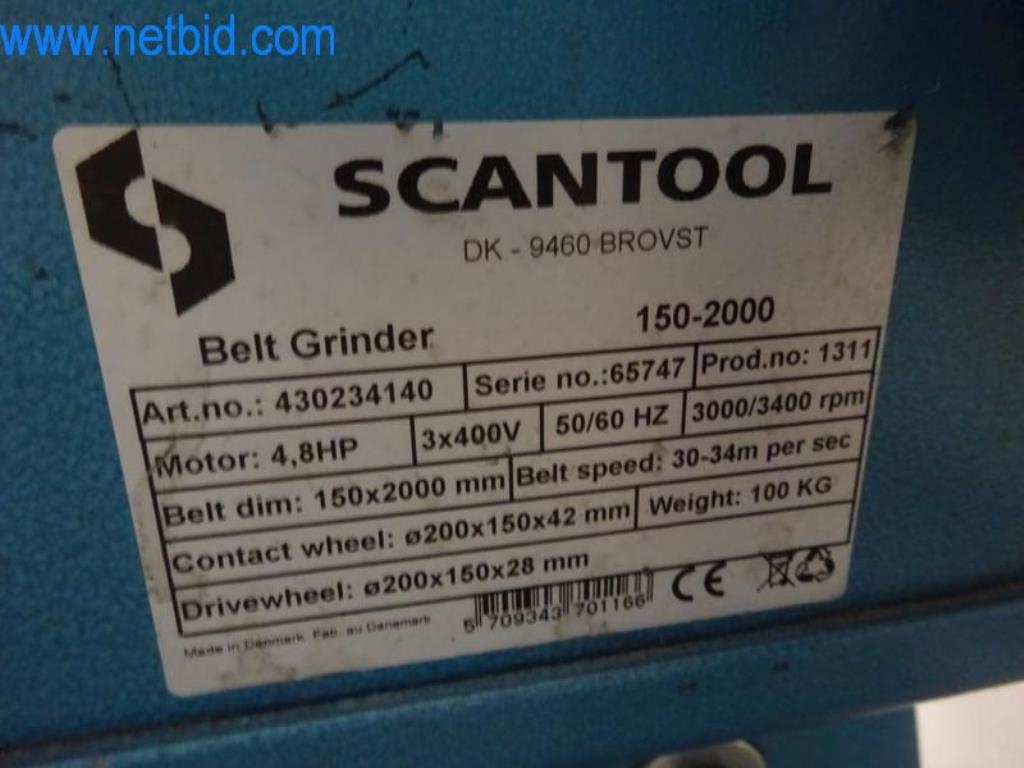 www.netbid.com
SCANTOOL
DK - 9460 BROVST
Belt Grinder 150-2000
Art.no.: 430234140 Serie no.:65747 Prod.no: 1311
Motor: 4,8HP 3x400V 50/60 HZ 3000/3400 rpm
Belt dim: 150x2000 mm Belt speed: 30-34m per sec
Contact wheel: ø200x150x42 mm Weight: 100 KG
Drivewheel: ø200x150x28 mm
Made in Denmark. Fab. au Danemark 5 709343 701166 CE